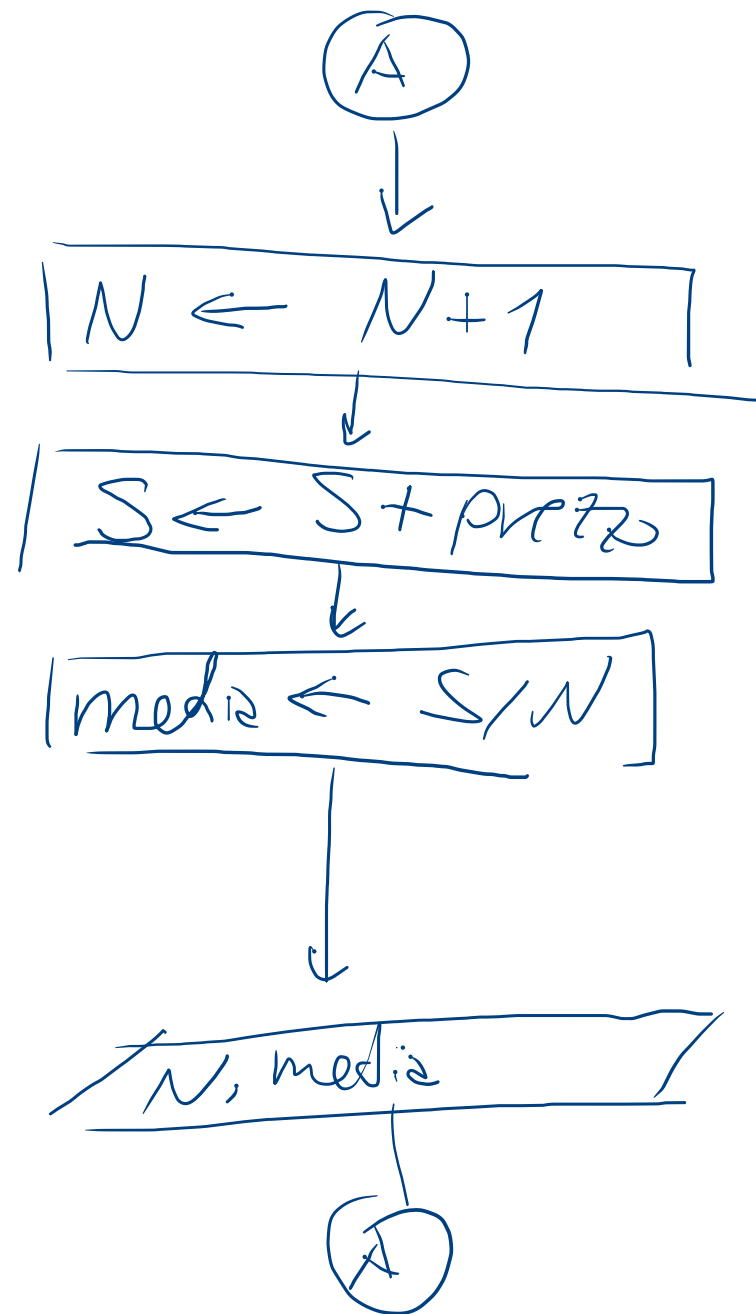 A
N ← N + 1
S ← S + prezzo
media ← S/N
N, media
A